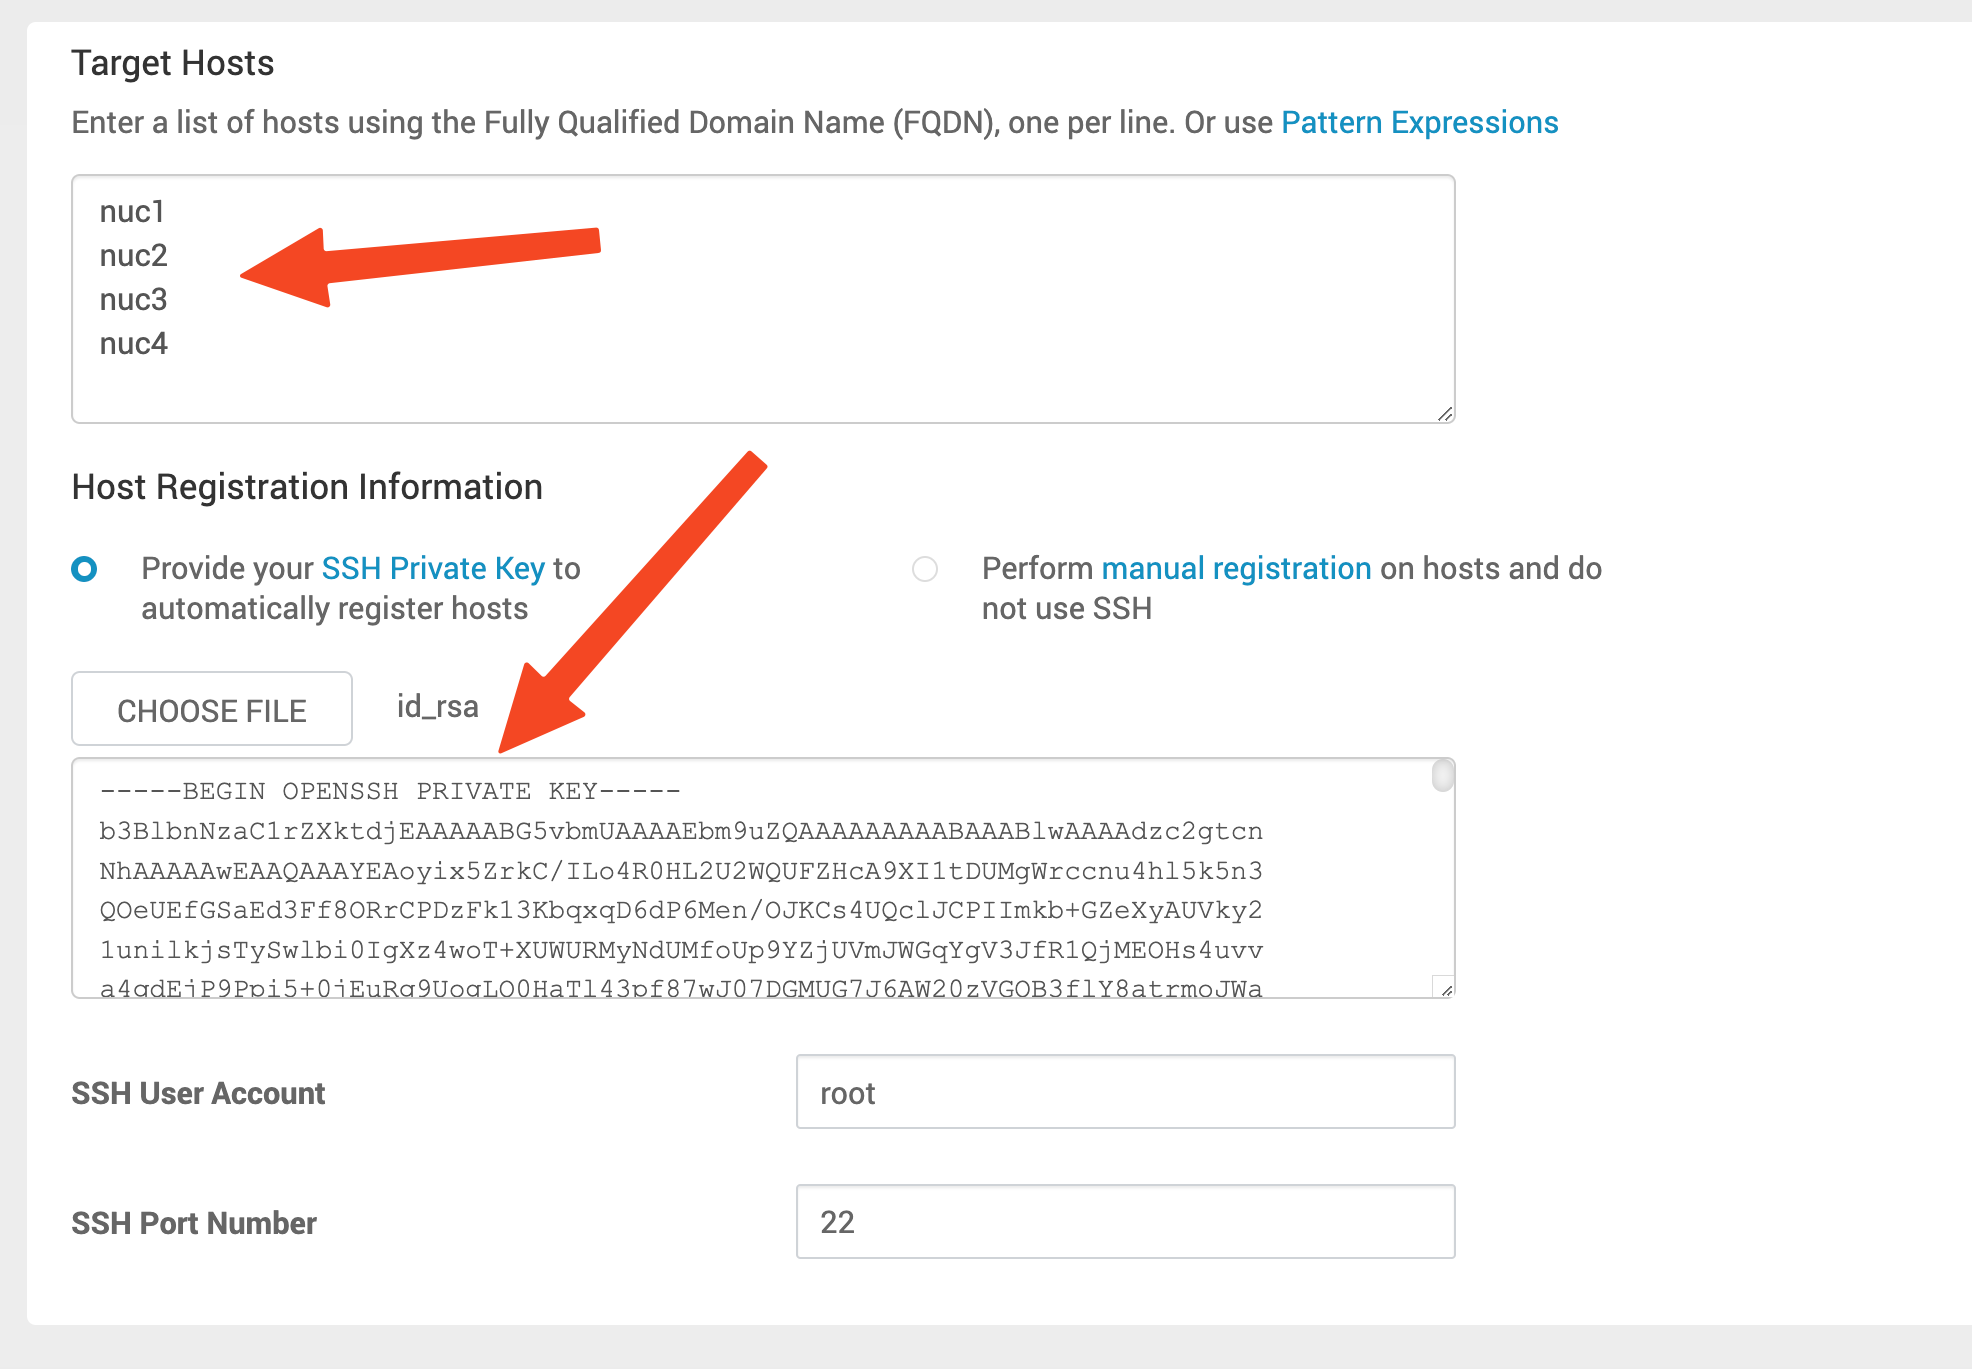 Target Hosts
Enter a list of hosts using the Fully Qualified Domain Name (FQDN), one per line. Or use Pattern Expressions
nuc1
nuc2
nuc3
nuc4
Host Registration Information
Provide your SSH Private Key to
automatically register hosts
Perform manual registration on hosts and do
not use SSH
CHOOSE FILE
id_rsa
-----BEGIN OPENSSH PRIVATE KEY-----
b3BlbnNzaC1rZXktdjEAAAAABG5vbmUAAAAEbm9uZQAAAAAAAAABAAABlwAAAAdzc2gtcn
NhAAAAAwEAAQAAAYEAoyix5ZrkC/ILo4R0HL2U2WQUFZHcA9XI1tDUMgWrccnu4hl5k5n3
QOeUEfGSaEd3Ff8ORrCPDzFk13KbqxqD6dP6Men/OJKCs4UQclJCPIImkb+GZeXyAUVky2
1unilkjsTySwlbi0IgXz4woT+XUWURMyNdUMfoUp9YZjUVmJWGqYgV3JfR1QjMEOHs4uvv
SSH User Account
root
SSH Port Number
22